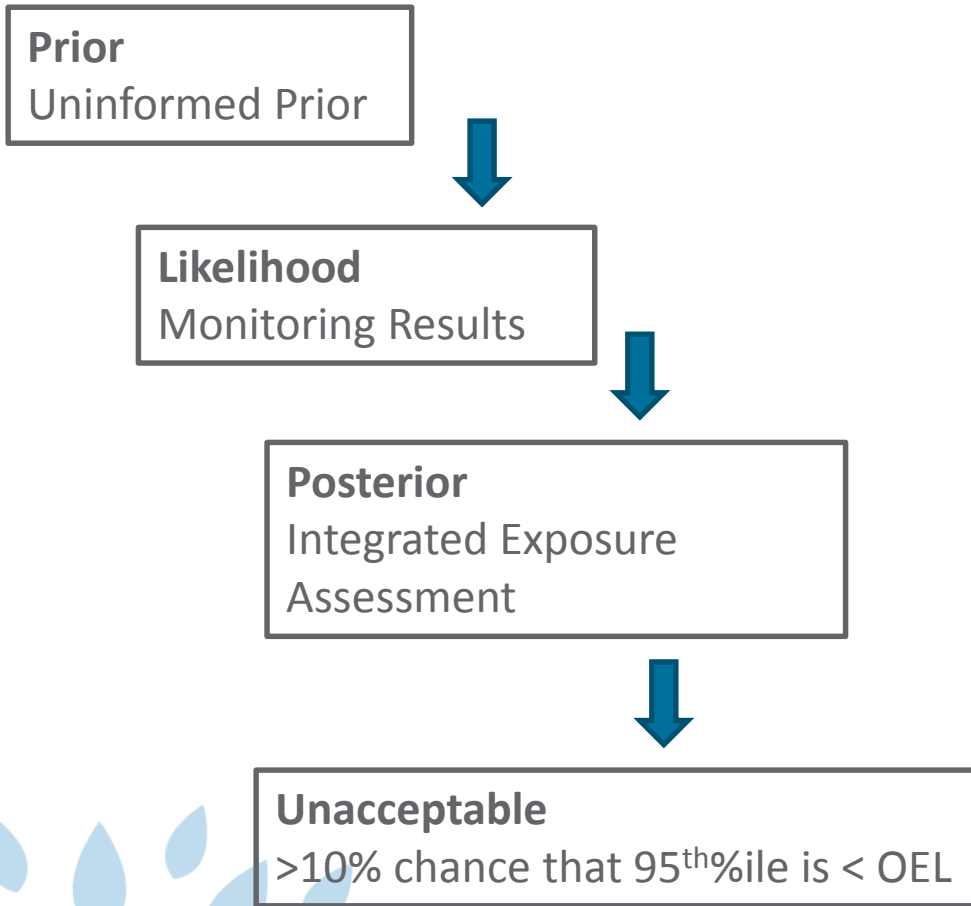 Prior
Uninformed Prior
Likelihood
Monitoring Results
Posterior
Integrated Exposure
Assessment
Unacceptable
>10% chance that 95th%ile is < OEL